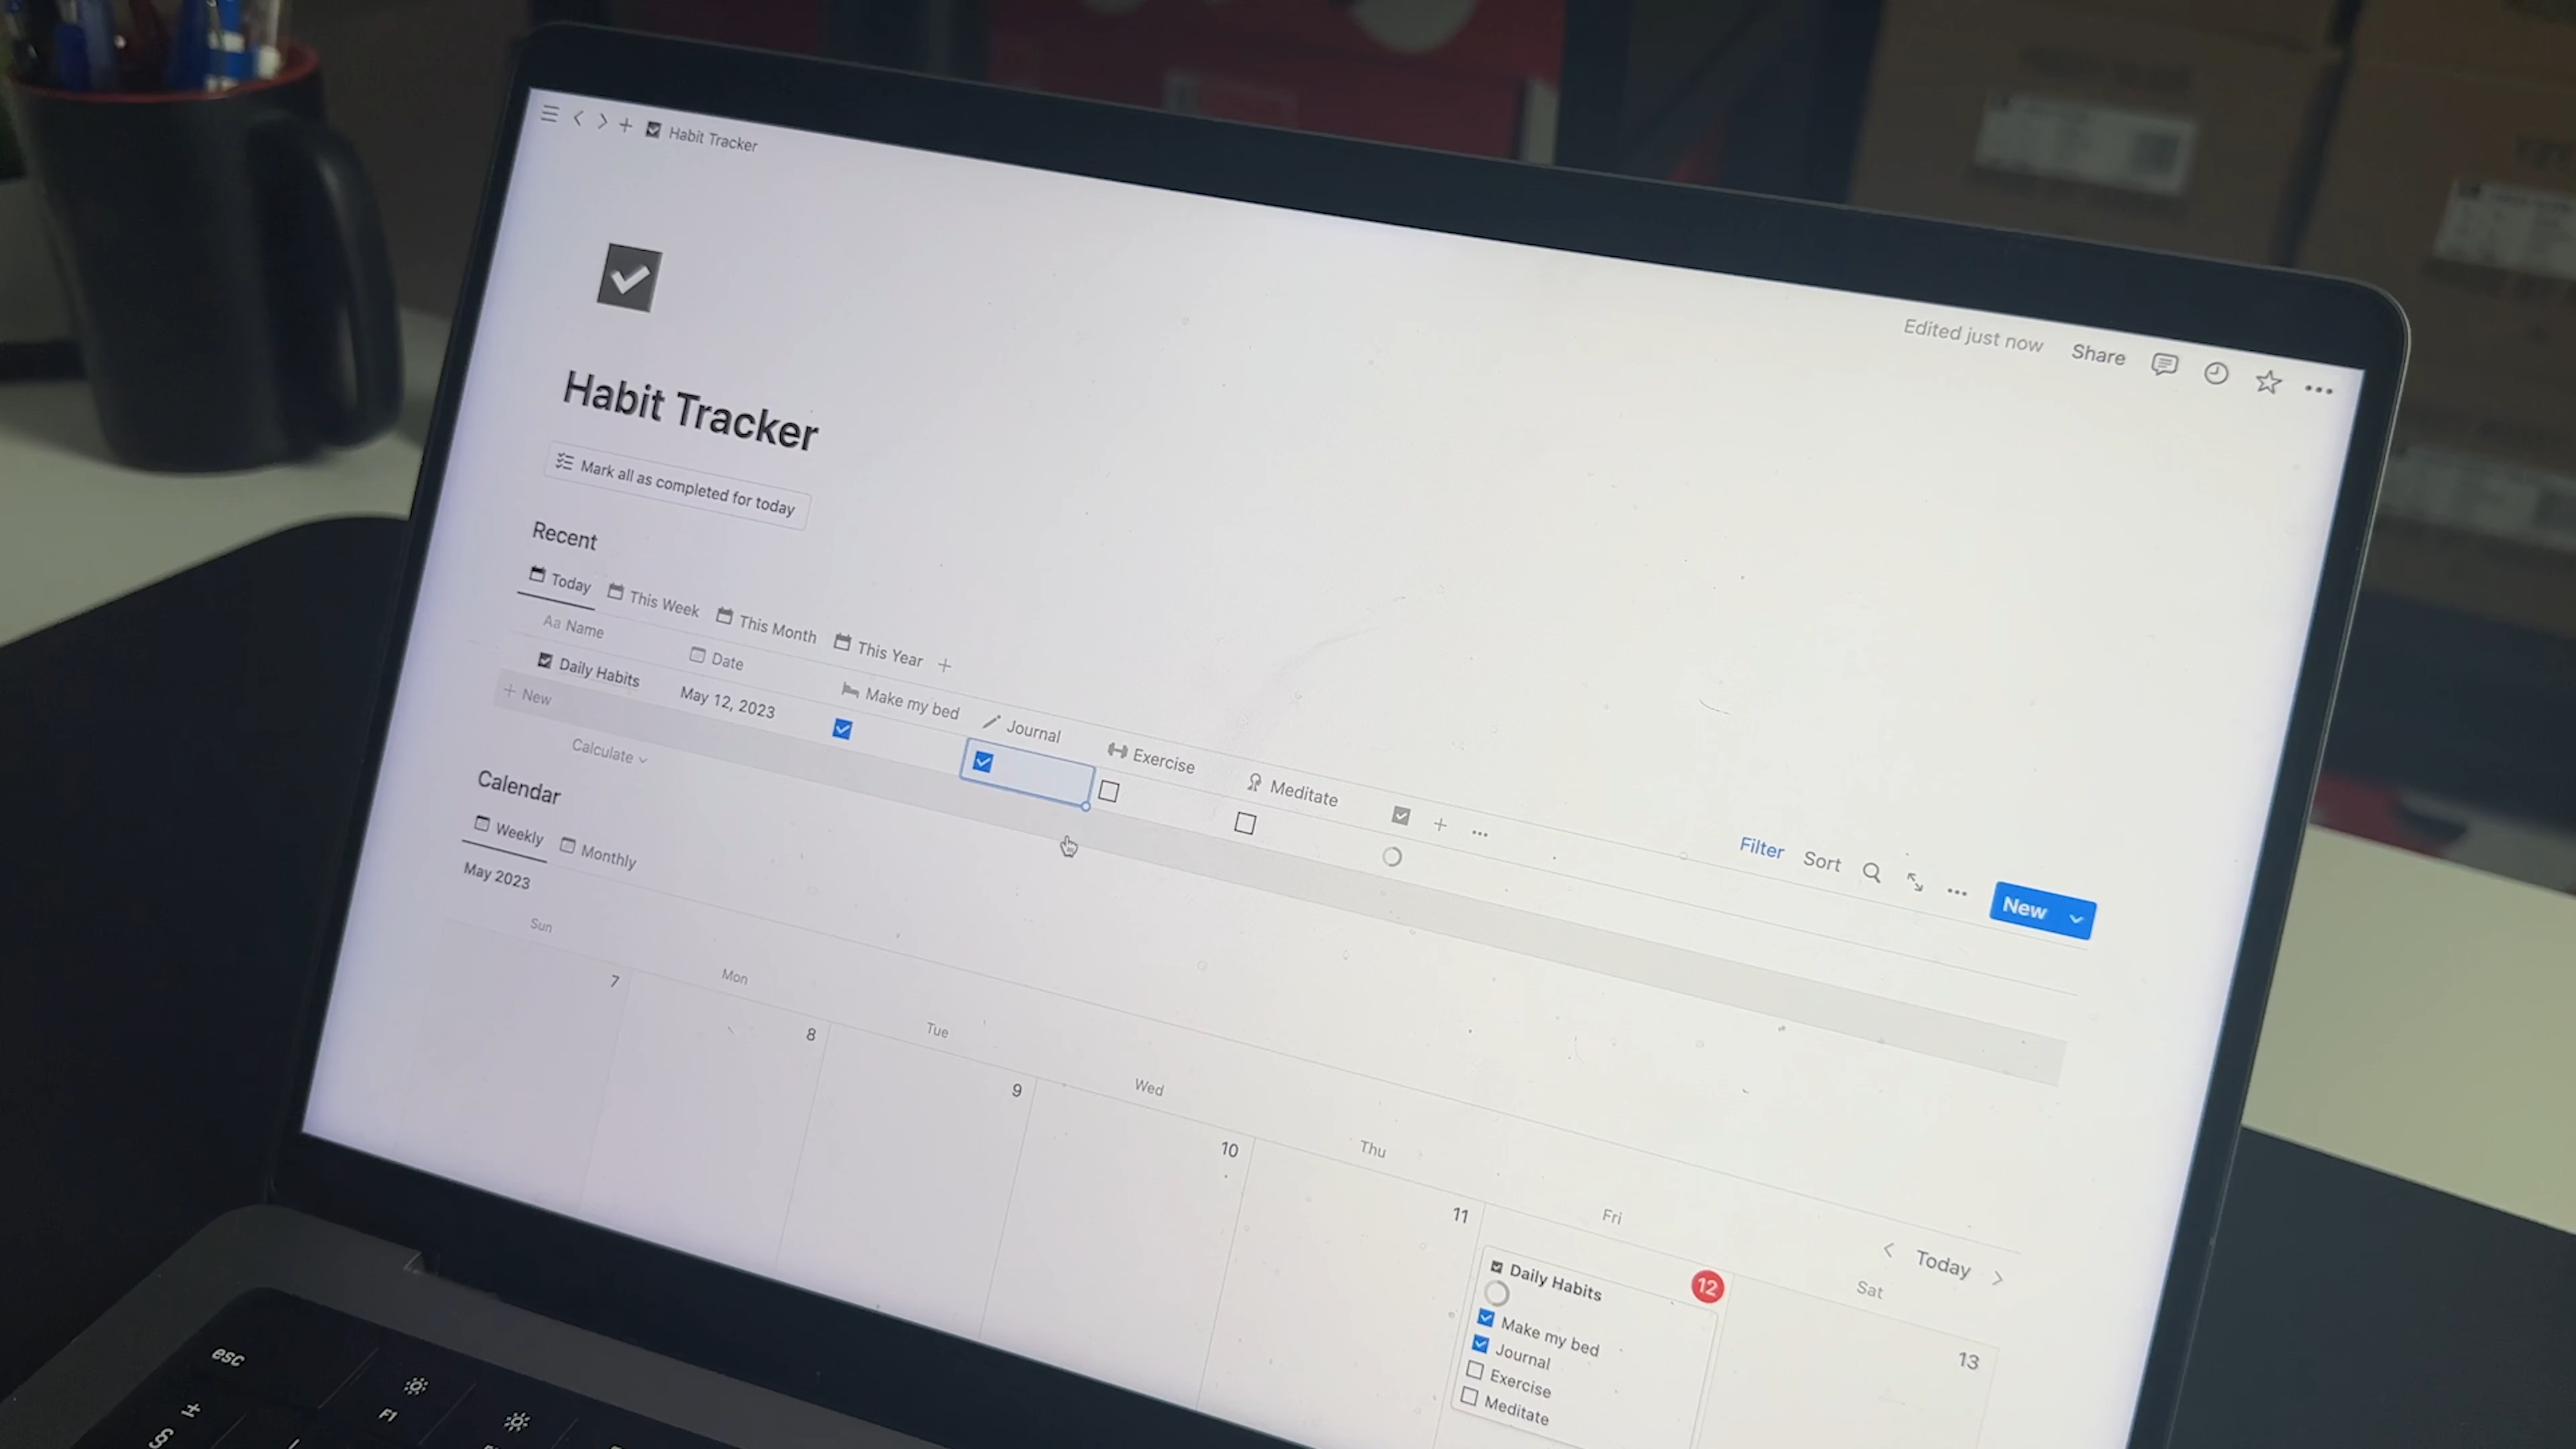 Habit Tracker
Edited just now Share
Habit Tracker
Mark all as completed for today
Recent
Today This Week This Month This Year
Filter Sort New
Aa Name Date Make my bed Journal Exercise Meditate
Daily Habits May 12, 2023
+ New
Calculate
Calendar
Weekly Monthly
May 2023
Today
Sun Mon Tue Wed Thu Fri Sat
7 8 9 10 11 12 13
Daily Habits
Make my bed
Journal
Exercise
Meditate
esc
F1
±
§